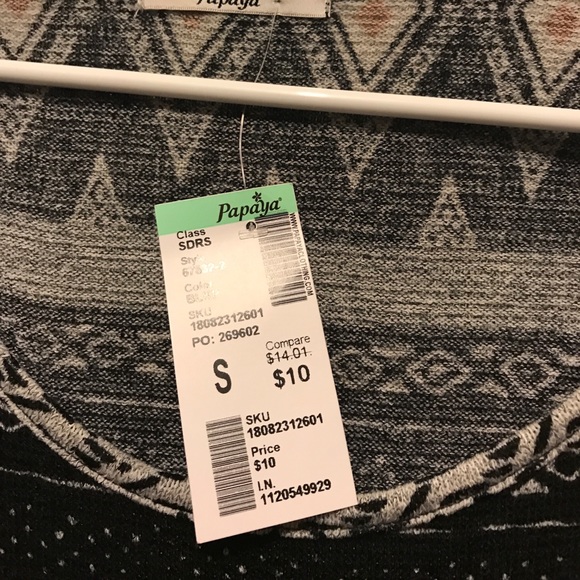 Papaya
Papaya
Class
SDRS
SKU
18082312601
PO: 269602
S
Compare
$14.01
$10
SKU
18082312601
Price
$10
I.N.
1120549929